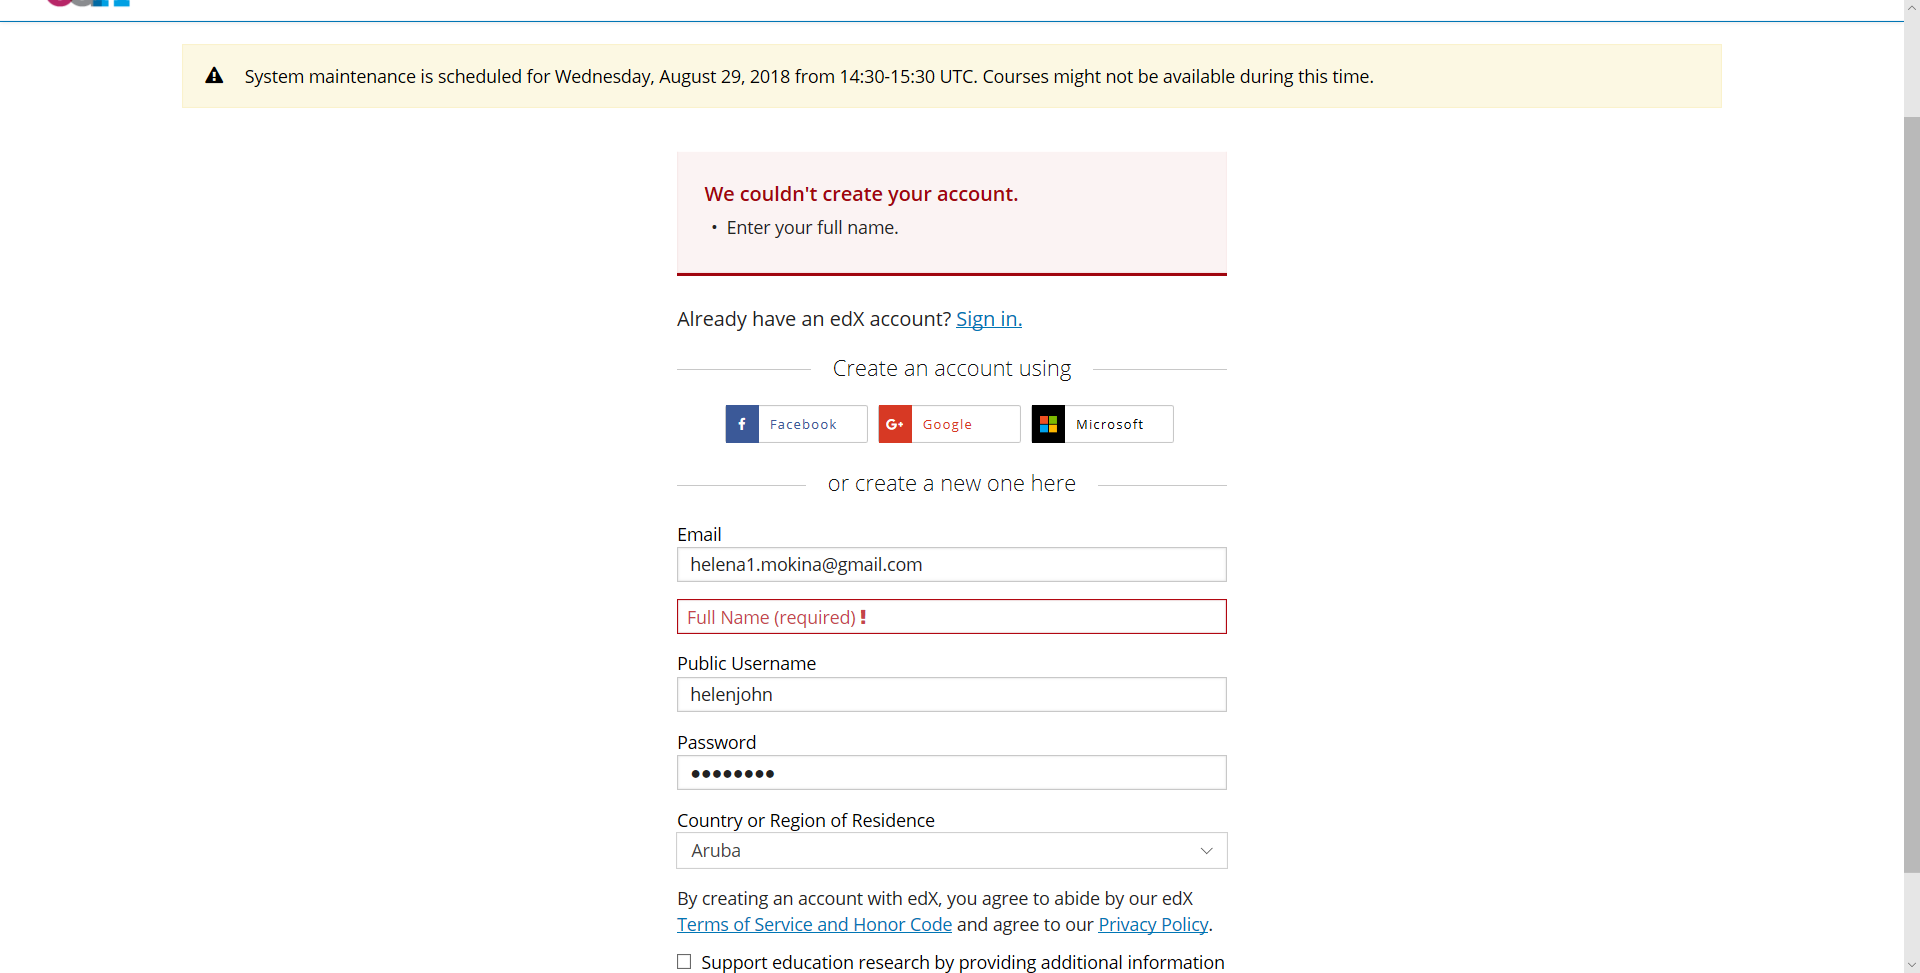 System maintenance is scheduled for Wednesday, August 29, 2018 from 14:30-15:30 UTC. Courses might not be available during this time.
We couldn't create your account.
• Enter your full name.
Already have an edX account? Sign in.
Create an account using
f Facebook G+ Google Microsoft
or create a new one here
Email
helena1.mokina@gmail.com
Full Name (required) !
Public Username
helenjohn
Password
••••••••
Country or Region of Residence
Aruba
By creating an account with edX, you agree to abide by our edX
Terms of Service and Honor Code and agree to our Privacy Policy.
Support education research by providing additional information